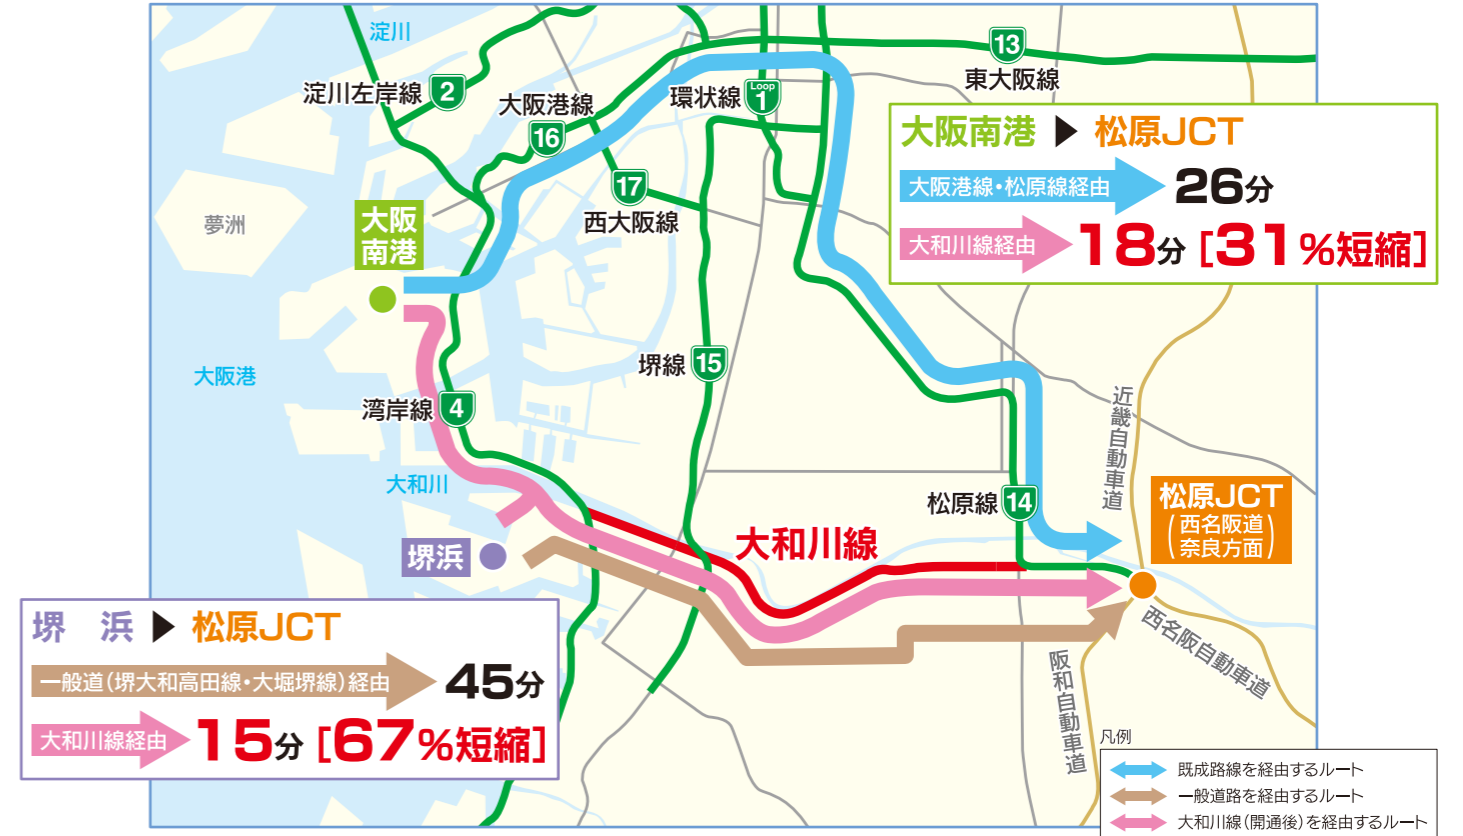 淀川
13
東大阪線
淀川左岸線
2
大阪港線
16
環状線
Loop
1
大阪南港 ▶ 松原JCT
大阪港線・松原線経由
26分
大和川線経由
18分 [31%短縮]
17
西大阪線
夢洲
大阪
南港
大阪港
堺線
15
湾岸線
4
近畿自動車道
大和川
松原線
14
松原JCT
(西名阪道
奈良方面)
大和川線
堺浜
堺 浜 ▶ 松原JCT
一般道(堺大和高田線・大堀堺線)経由
45分
大和川線経由
15分 [67%短縮]
西名阪自動車道
阪和自動車道
凡例
既成路線を経由するルート
一般道路を経由するルート
大和川線(開通後)を経由するルート